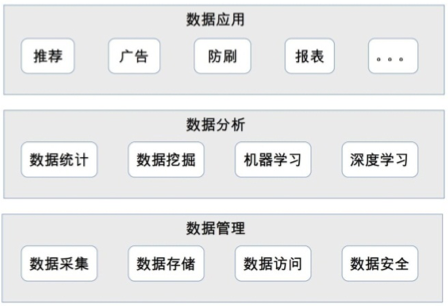 数据应用
推荐 广告 防刷 报表 。。。
数据分析
数据统计 数据挖掘 机器学习 深度学习
数据管理
数据采集 数据存储 数据访问 数据安全